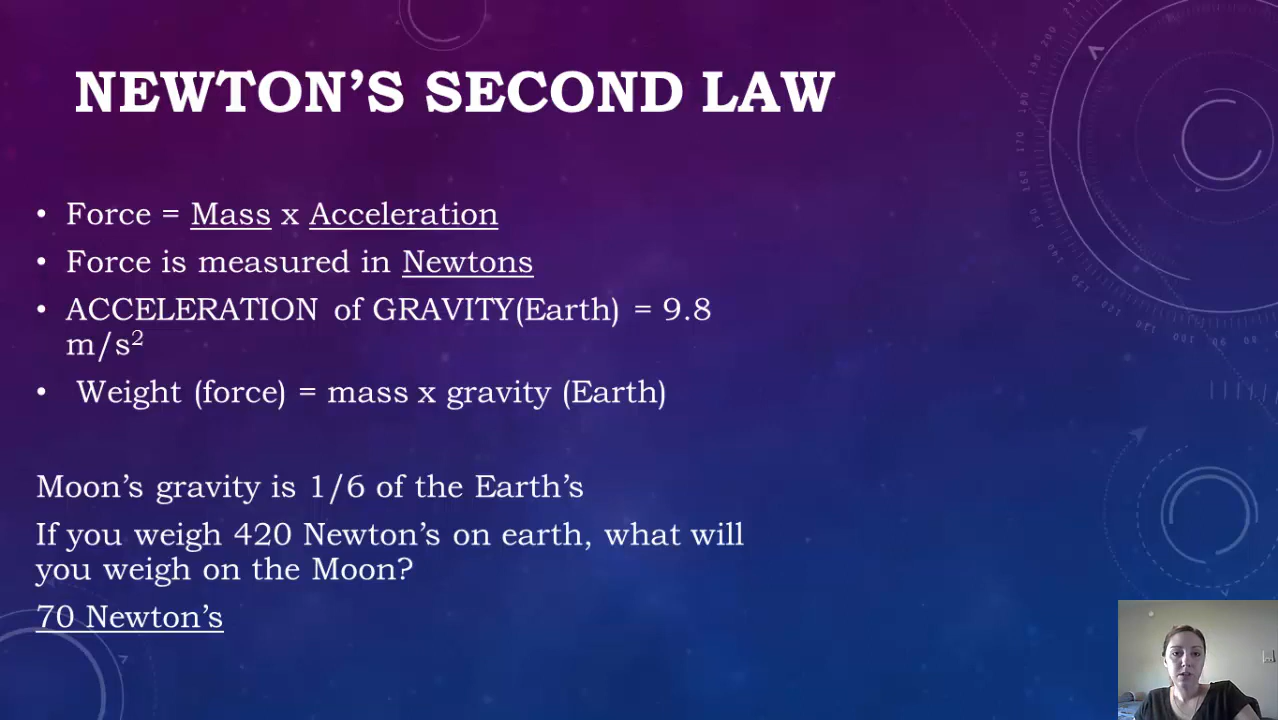 NEWTON’S SECOND LAW
• Force = Mass x Acceleration
• Force is measured in Newtons
• ACCELERATION of GRAVITY(Earth) = 9.8
m/s²
• Weight (force) = mass x gravity (Earth)
Moon’s gravity is 1/6 of the Earth’s
If you weigh 420 Newton’s on earth, what will
you weigh on the Moon?
70 Newton’s